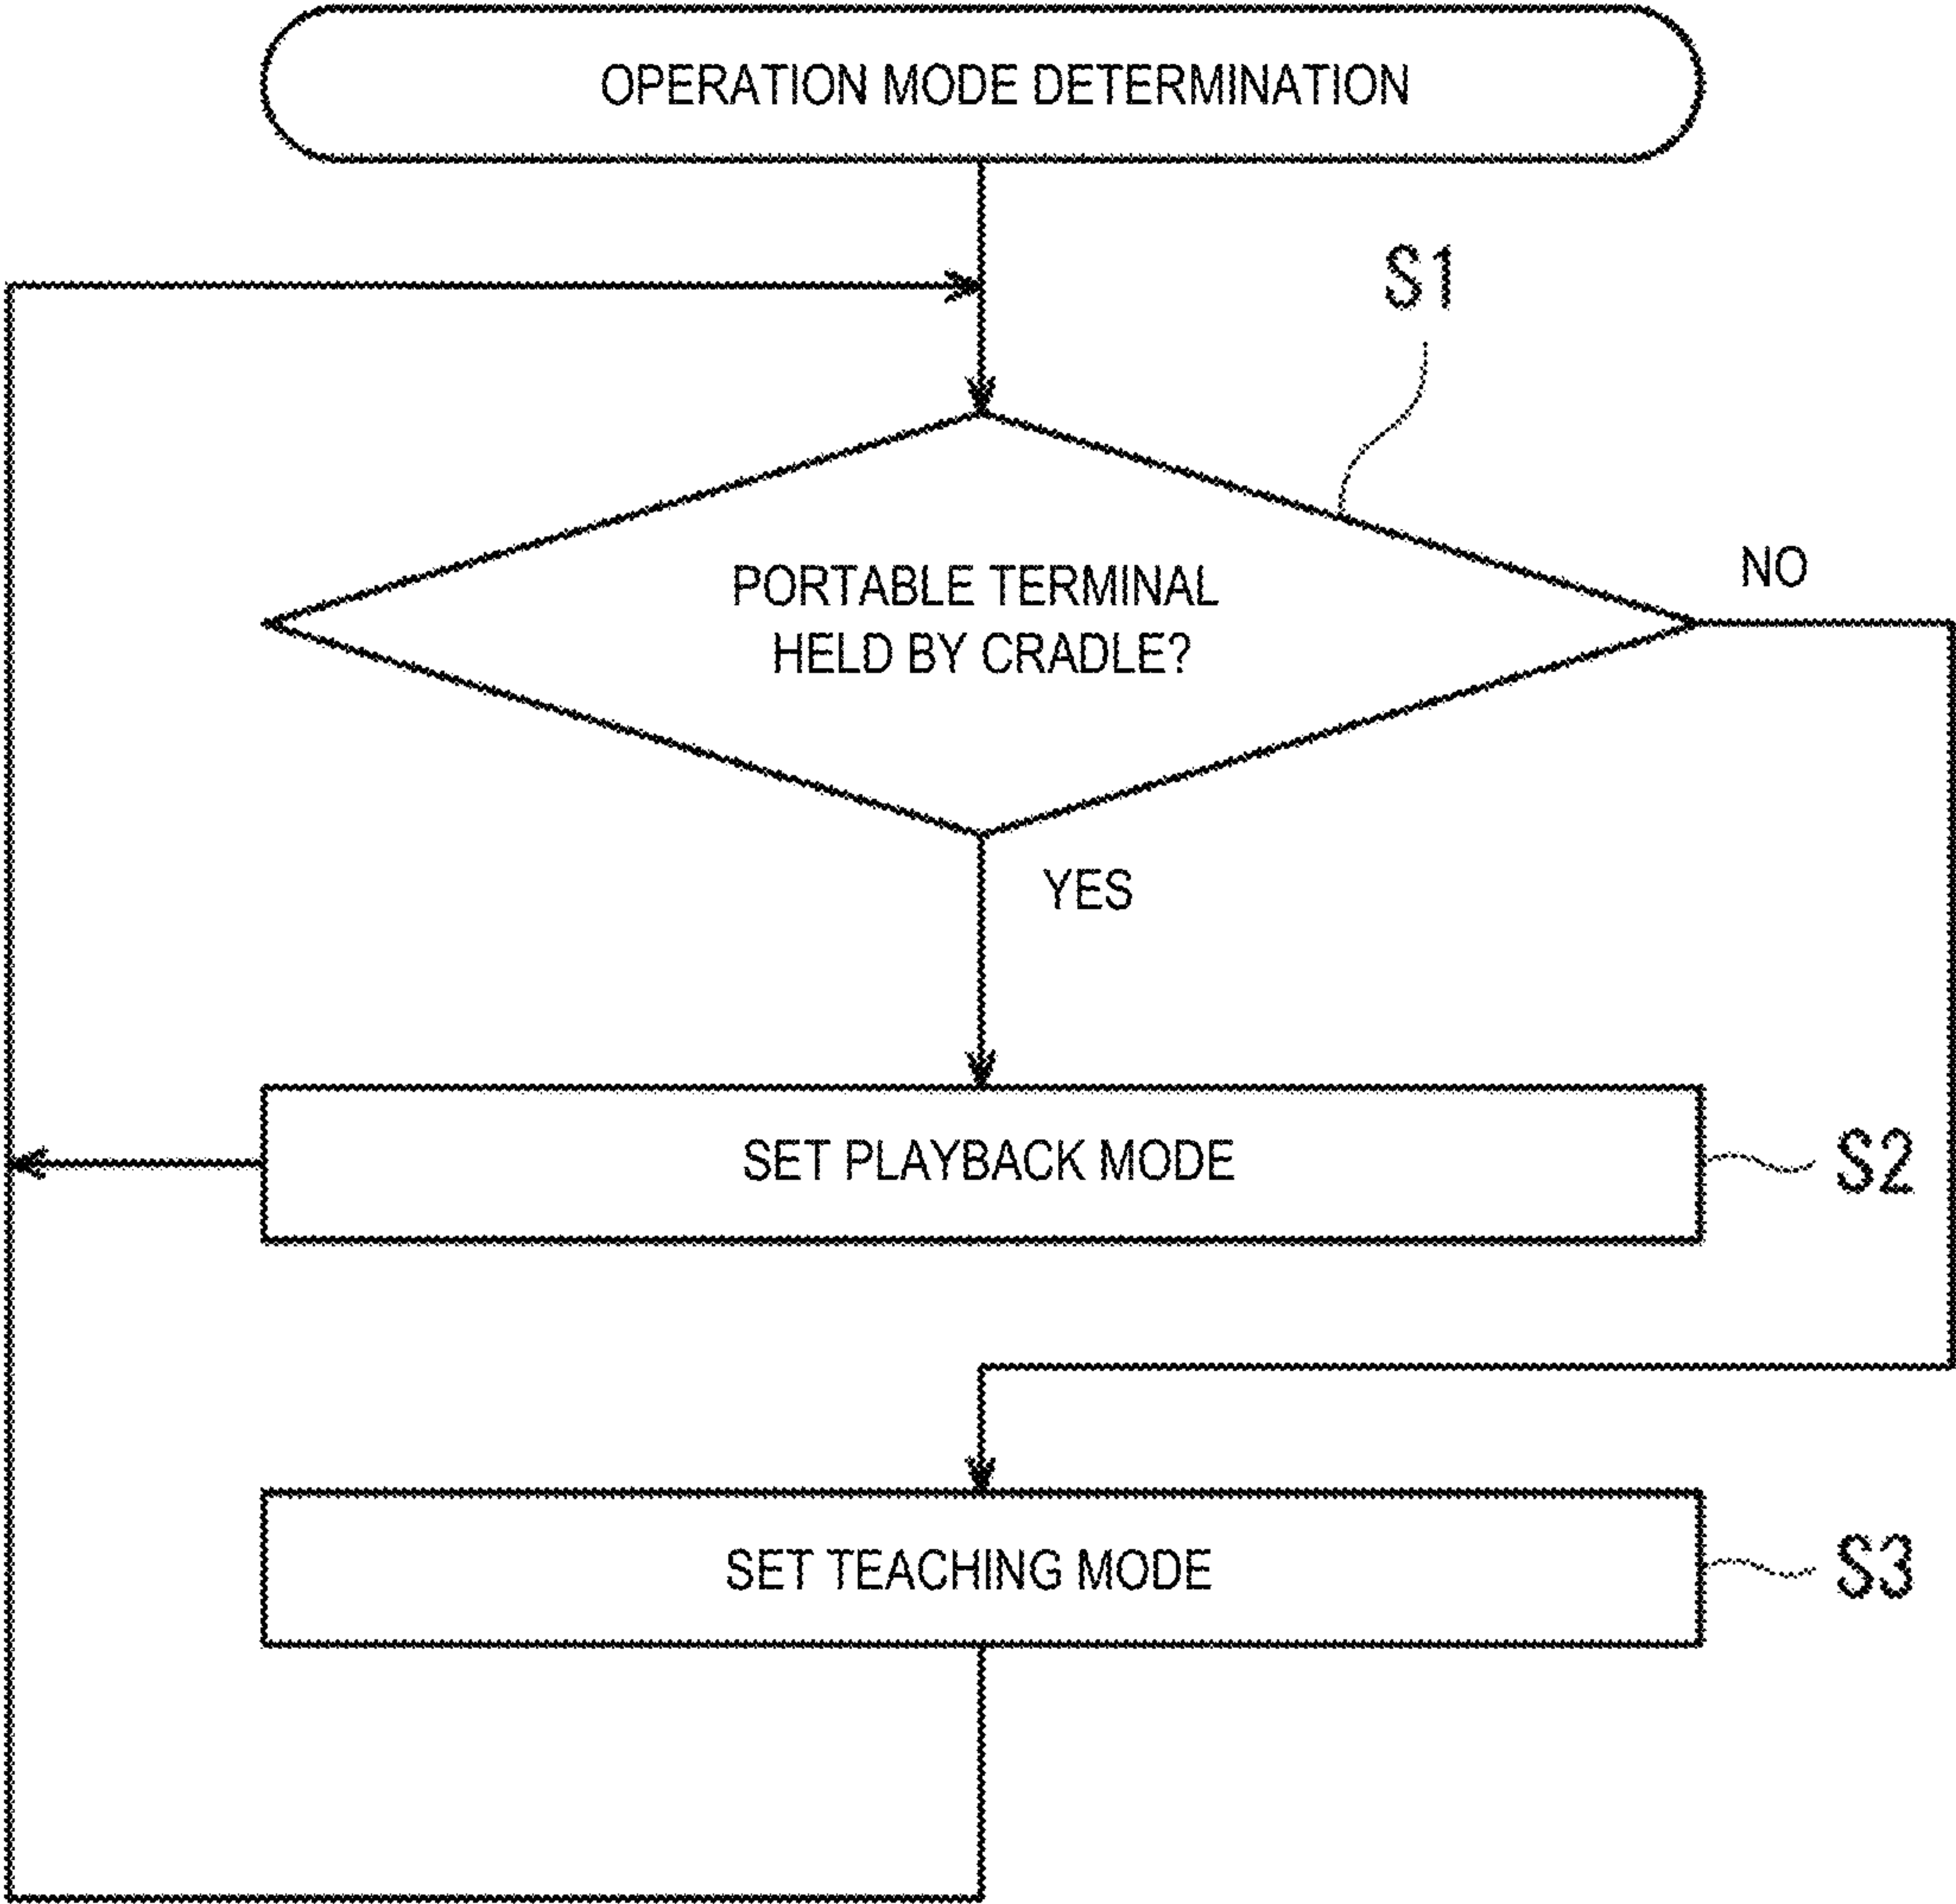 OPERATION MODE DETERMINATION
S1
PORTABLE TERMINAL
HELD BY CRADLE?
NO
YES
SET PLAYBACK MODE
S2
SET TEACHING MODE
S3